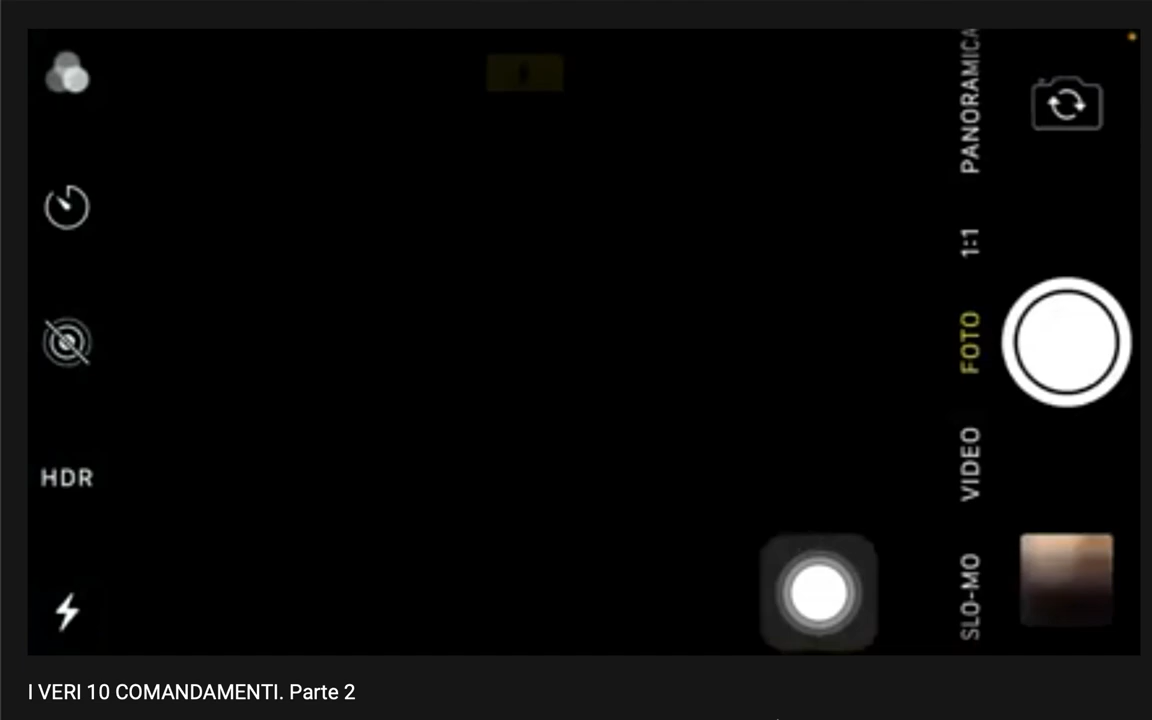 PANORAMICA
1:1
FOTO
VIDEO
HDR
SLO-MO
I VERI 10 COMANDAMENTI. Parte 2